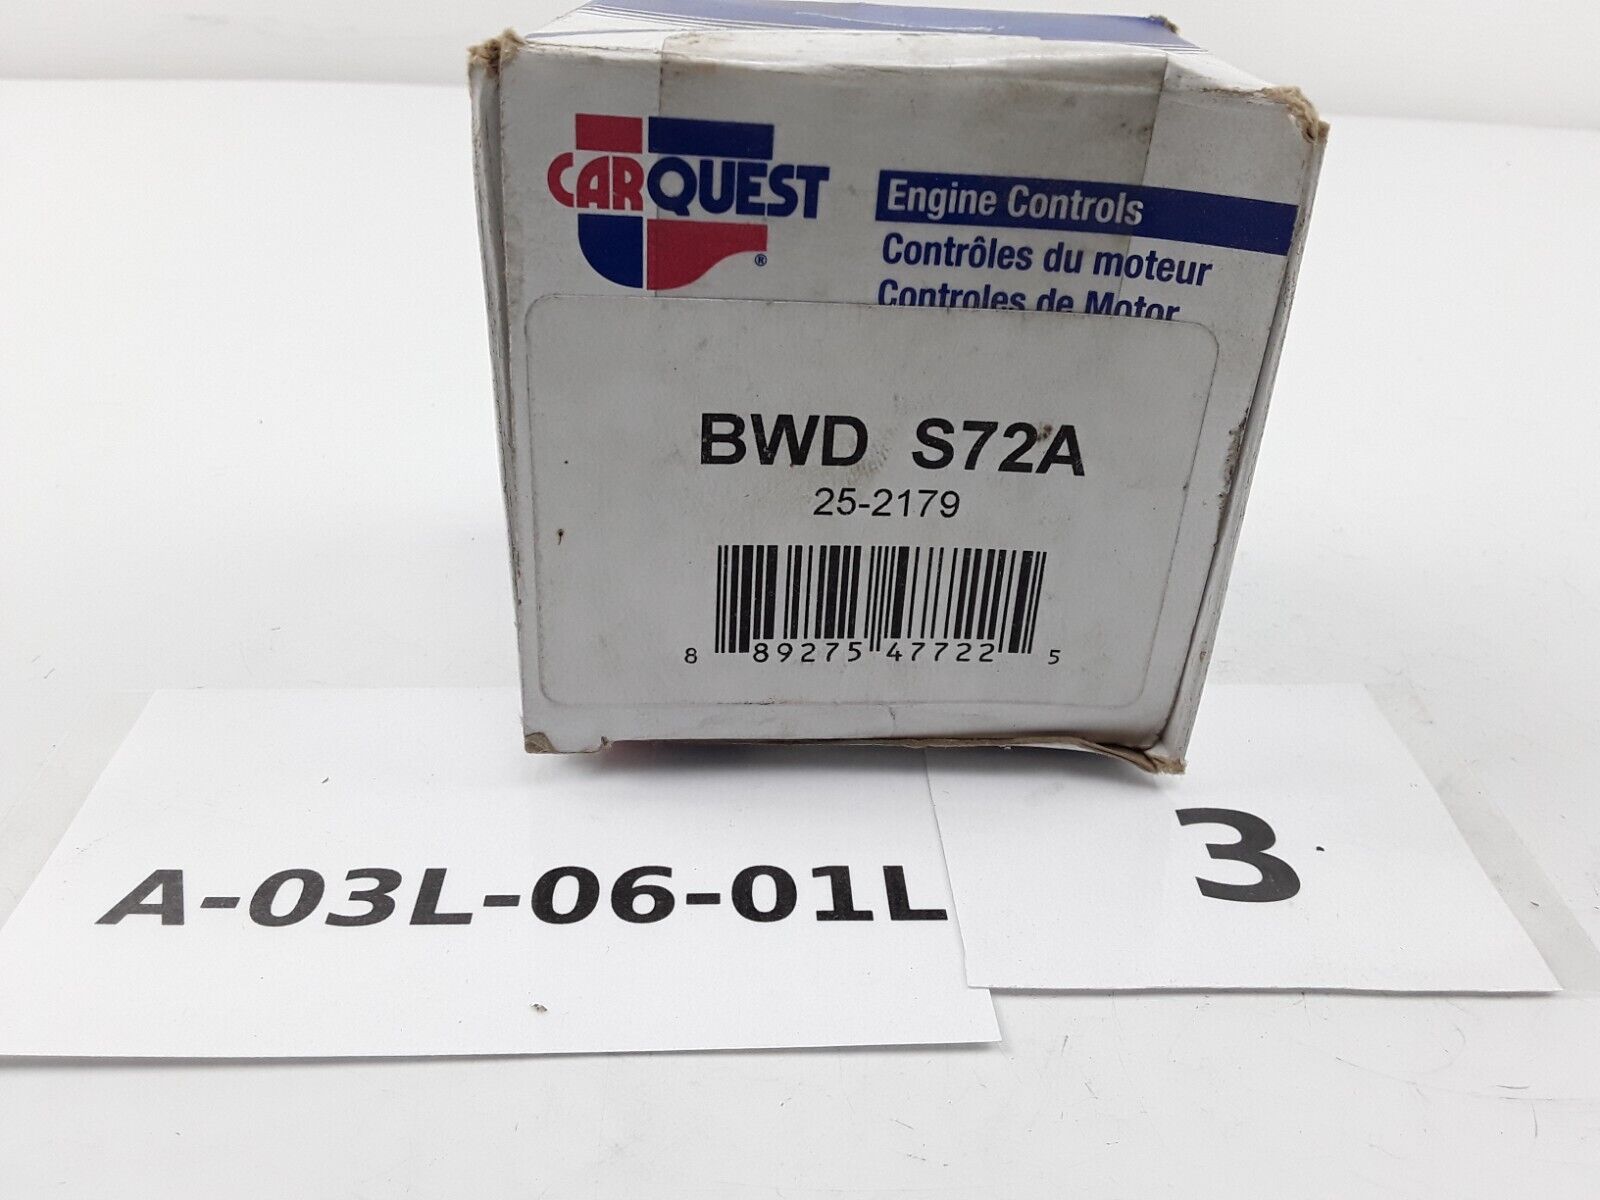 CARQUEST
®
Engine Controls
Contrôles du moteur
Controles de Motor
BWD S72A
25-2179
8 89275 47722 5
A-03L-06-01L
3